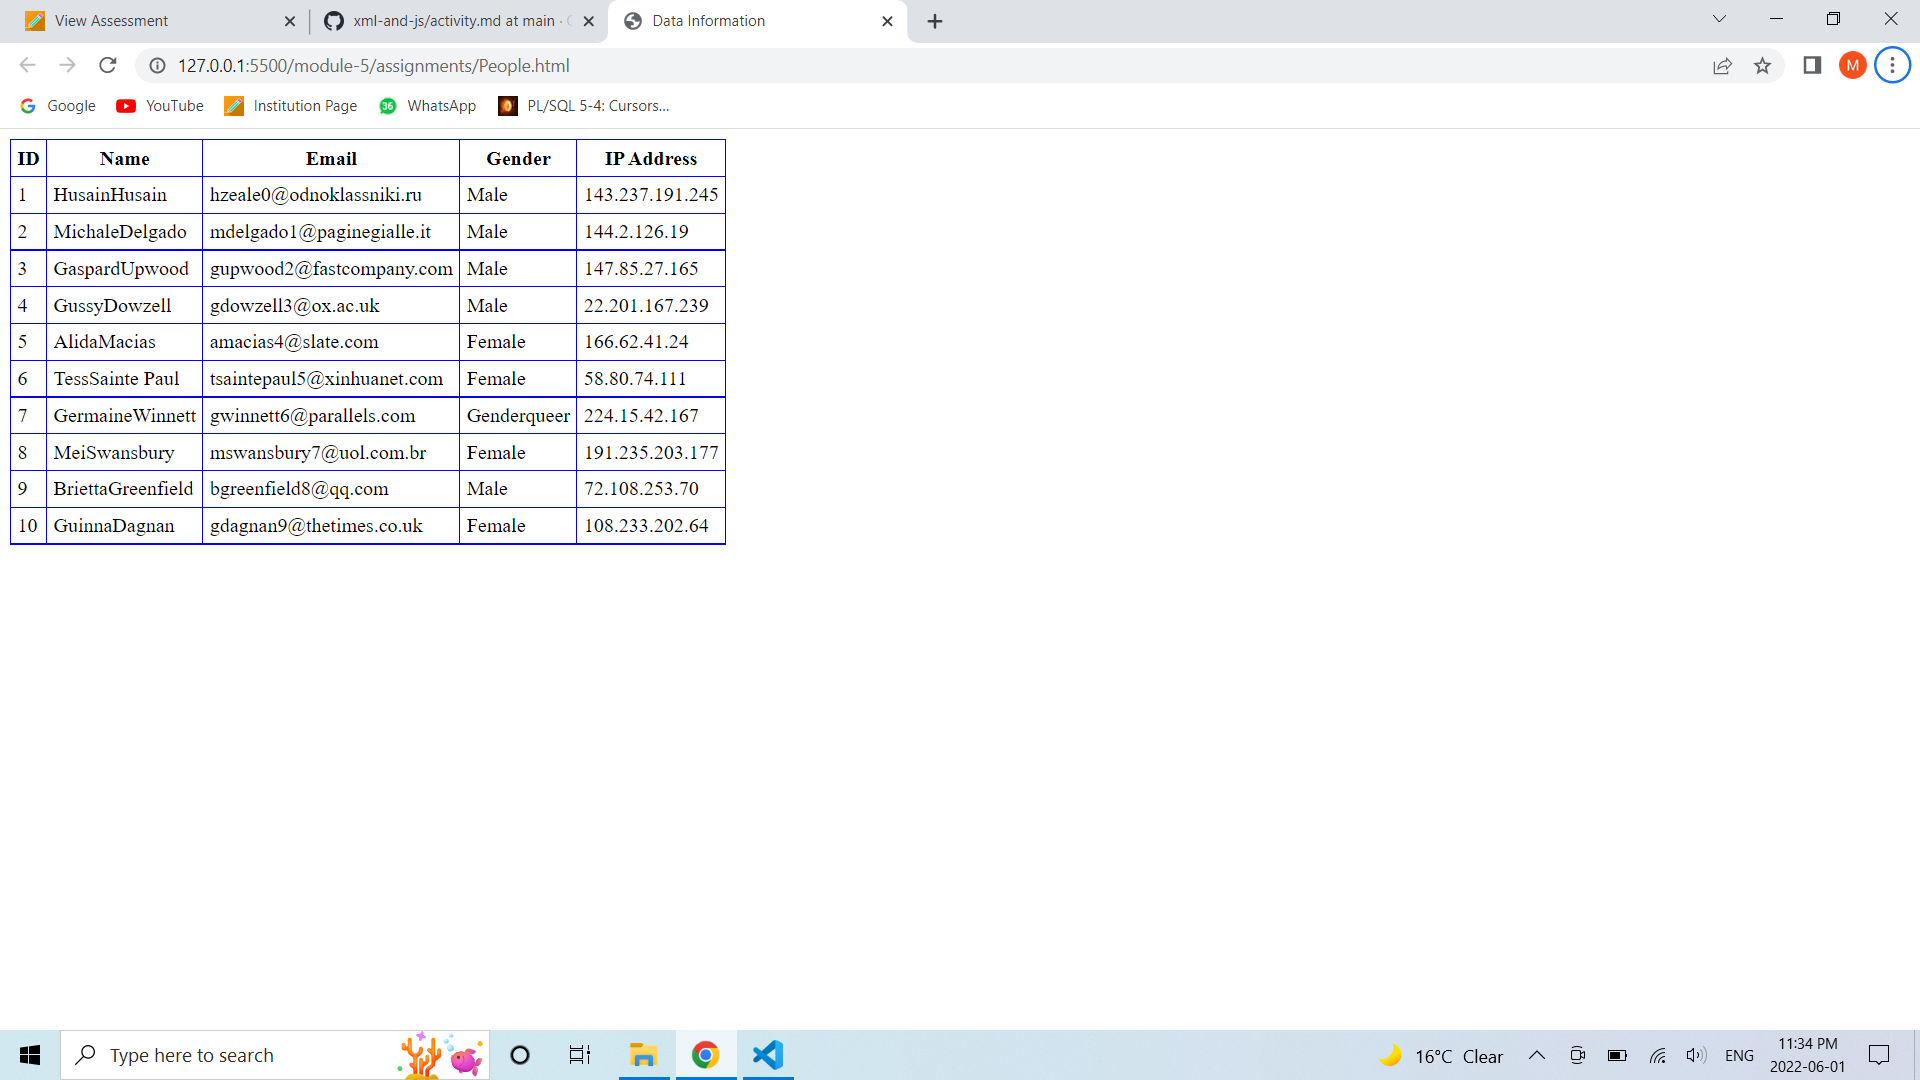 View Assessment
xml-and-js/activity.md at main ·
Data Information
127.0.0.1:5500/module-5/assignments/People.html
M
Google YouTube Institution Page 36 WhatsApp PL/SQL 5-4: Cursors...
ID Name Email Gender IP Address
1 HusainHusain hzeale0@odnoklassniki.ru Male 143.237.191.245
2 MichaleDelgado mdelgado1@paginegialle.it Male 144.2.126.19
3 GaspardUpwood gupwood2@fastcompany.com Male 147.85.27.165
4 GussyDowzell gdowzell3@ox.ac.uk Male 22.201.167.239
5 AlidaMacias amacias4@slate.com Female 166.62.41.24
6 TessSainte Paul tsaintepaul5@xinhuanet.com Female 58.80.74.111
7 GermaineWinnett gwinnett6@parallels.com Genderqueer 224.15.42.167
8 MeiSwansbury mswansbury7@uol.com.br Female 191.235.203.177
9 BriettaGreenfield bgreenfield8@qq.com Male 72.108.253.70
10 GuinnaDagnan gdagnan9@thetimes.co.uk Female 108.233.202.64
Type here to search
16°C Clear
ENG
11:34 PM
2022-06-01